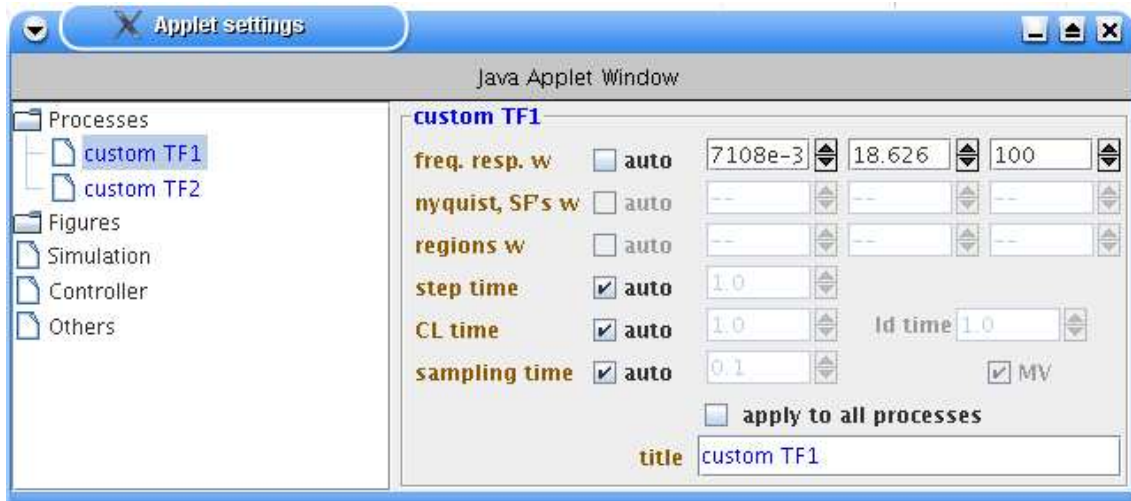 Applet settings
Java Applet Window
Processes
custom TF1
custom TF2
Figures
Simulation
Controller
Others
custom TF1
freq. resp. w auto 7108e-3 18.626 100
nyquist, SF's w auto -- -- --
regions w auto -- -- --
step time auto 1.0
CL time auto 1.0 ld time 1.0
sampling time auto 0.1 MV
apply to all processes
title custom TF1